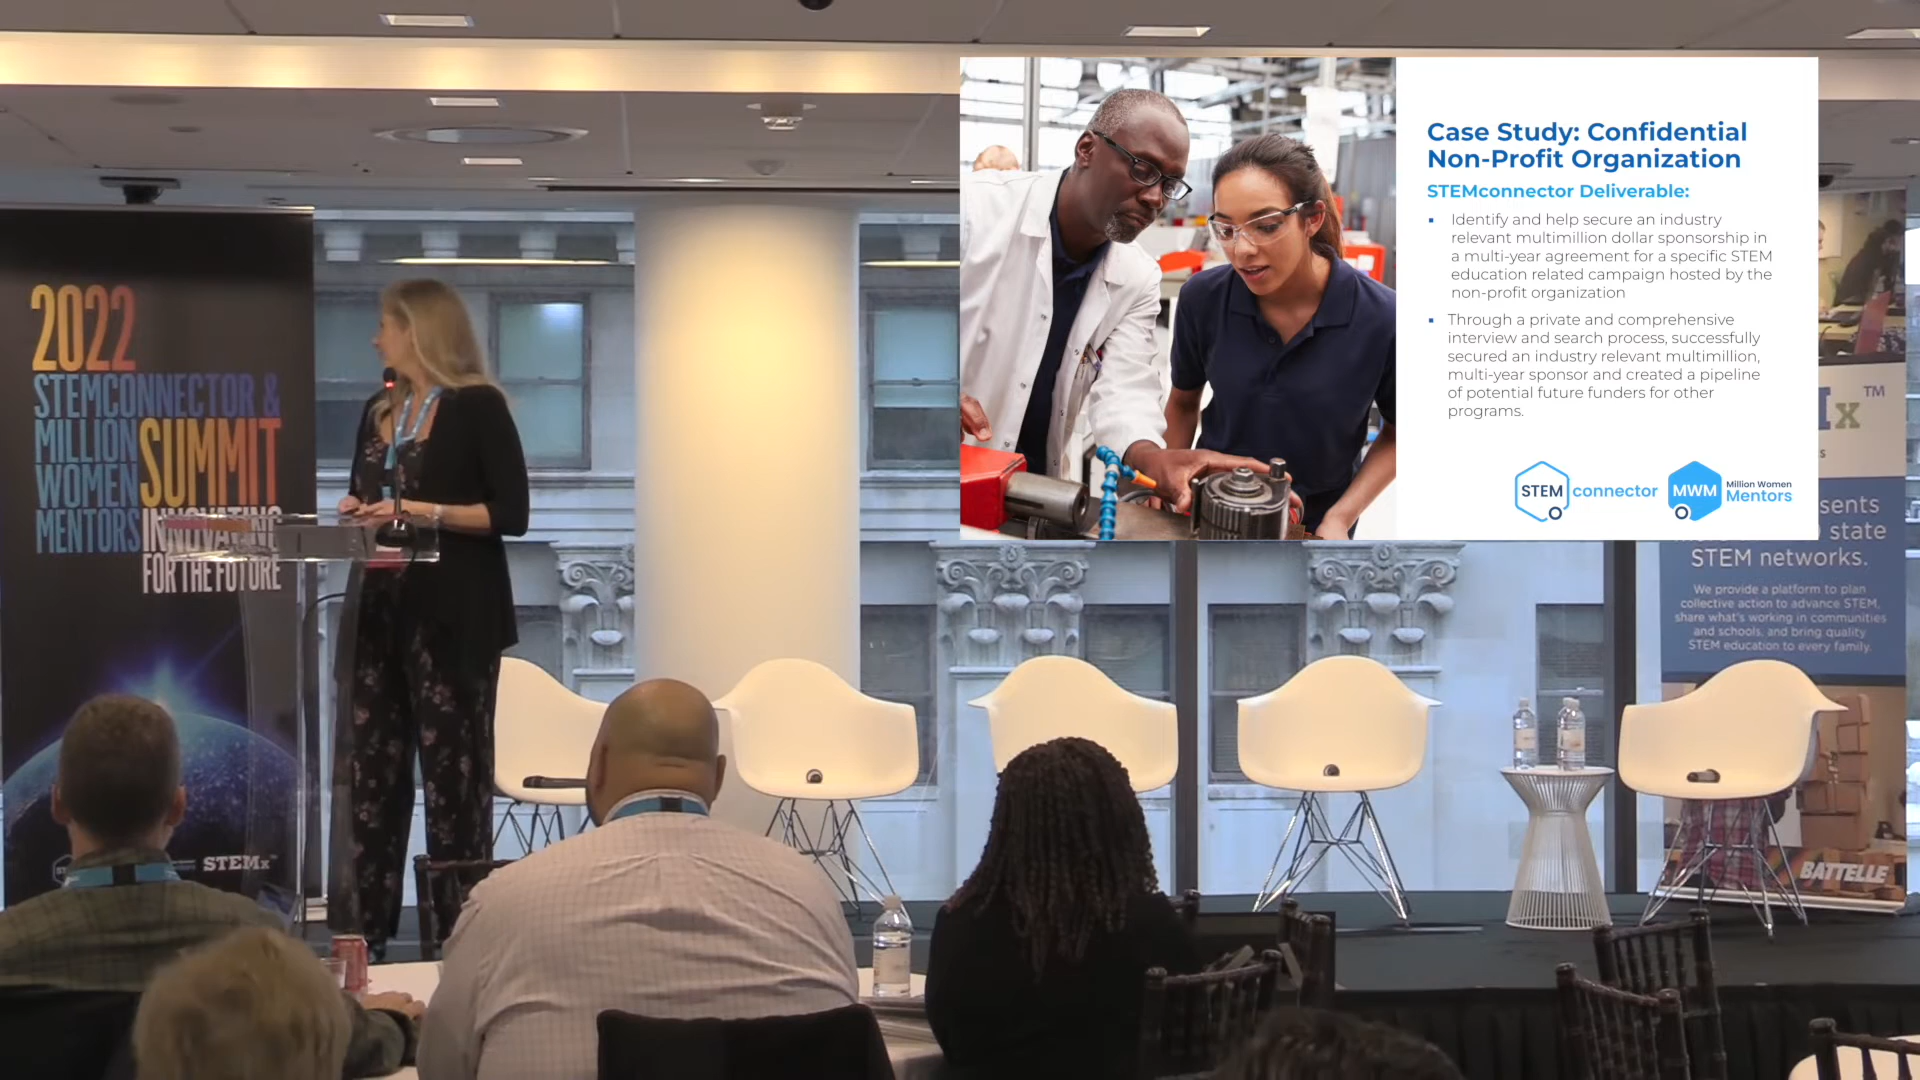 2022
STEMCONNECTOR &
MILLION
WOMEN
MENTORS
SUMMIT
INNOVATING
FOR THE FUTURE
STEMx
Case Study: Confidential
Non-Profit Organization
STEMconnector Deliverable:
▪ Identify and help secure an industry
relevant multimillion dollar sponsorship in
a multi-year agreement for a specific STEM
education related campaign hosted by the
non-profit organization
▪ Through a private and comprehensive
interview and search process, successfully
secured an industry relevant multimillion,
multi-year sponsor and created a pipeline
of potential future funders for other
programs.
STEM connector
MWM Million Women
Mentors
x™
state
STEM networks.
We provide a platform to plan
collective action to advance STEM,
share what's working in communities
and schools, and bring quality
STEM education to every family.
BATTELLE